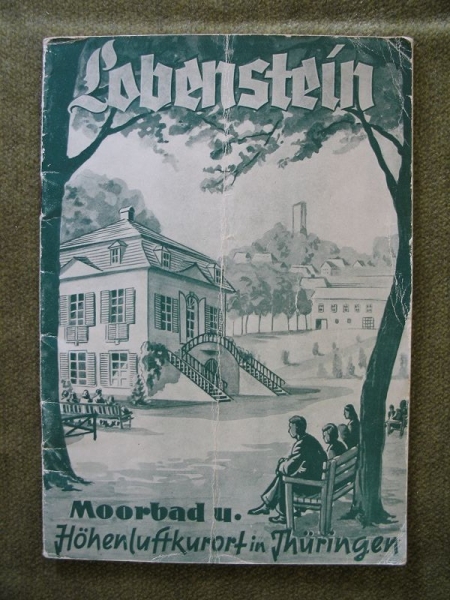 Lobenstein
Moorbad u.
Höhenluftkurort in Thüringen